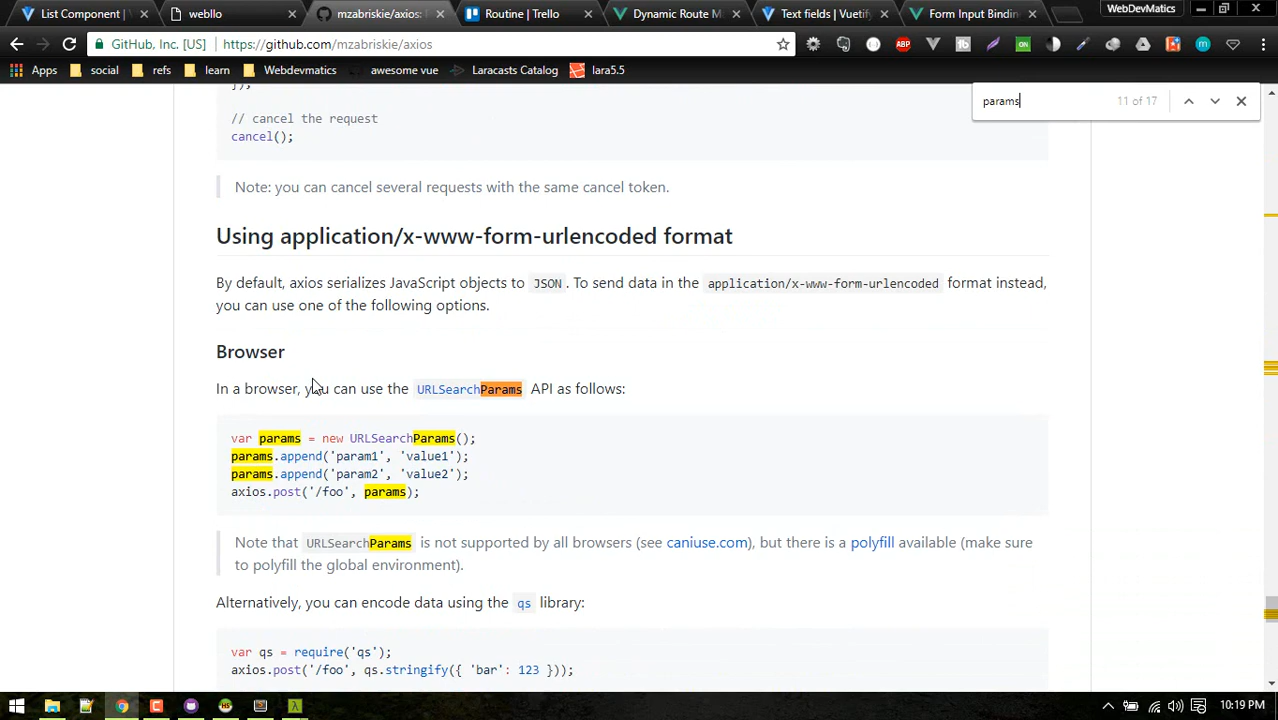 List Component
webllo
mzabriskie/axios:
Routine | Trello
Dynamic Route M
Text fields | Vuetif
Form Input Bindin
WebDevMatics
GitHub, Inc. [US]
https://github.com/mzabriskie/axios
ABP
ON
Apps
social
refs
learn
Webdevmatics
awesome vue
Laracasts Catalog
lara5.5
params
11 of 17
});
// cancel the request
cancel();
Note: you can cancel several requests with the same cancel token.
Using application/x-www-form-urlencoded format
By default, axios serializes JavaScript objects to JSON. To send data in the application/x-www-form-urlencoded format instead,
you can use one of the following options.
Browser
In a browser, you can use the URLSearchParams API as follows:
var params = new URLSearchParams();
params.append('param1', 'value1');
params.append('param2', 'value2');
axios.post('/foo', params);
Note that URLSearchParams is not supported by all browsers (see caniuse.com), but there is a polyfill available (make sure
to polyfill the global environment).
Alternatively, you can encode data using the qs library:
var qs = require('qs');
axios.post('/foo', qs.stringify({ 'bar': 123 }));
10:19 PM